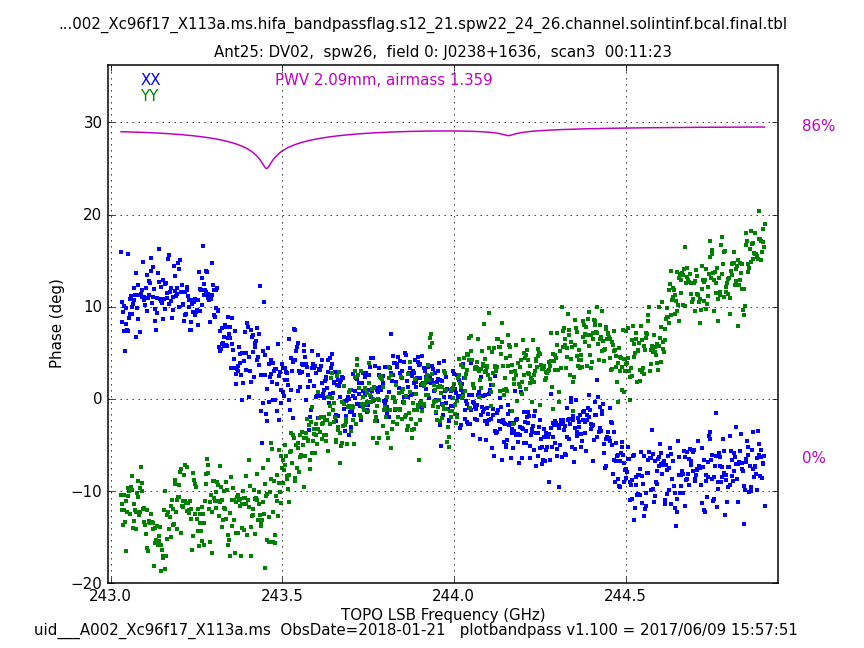 ...002_Xc96f17_X113a.ms.hifa_bandpassflag.s12_21.spw22_24_26.channel.solintinf.bcal.final.tbl
Ant25: DV02,  spw26,  field 0: J0238+1636,  scan3  00:11:23
XX
PWV 2.09mm, airmass 1.359
YY
30
86%
20
10
Phase (deg)
0
0%
−10
−20
243.0 243.5 244.0 244.5
TOPO LSB Frequency (GHz)
uid___A002_Xc96f17_X113a.ms  ObsDate=2018-01-21   plotbandpass v1.100 = 2017/06/09 15:57:51